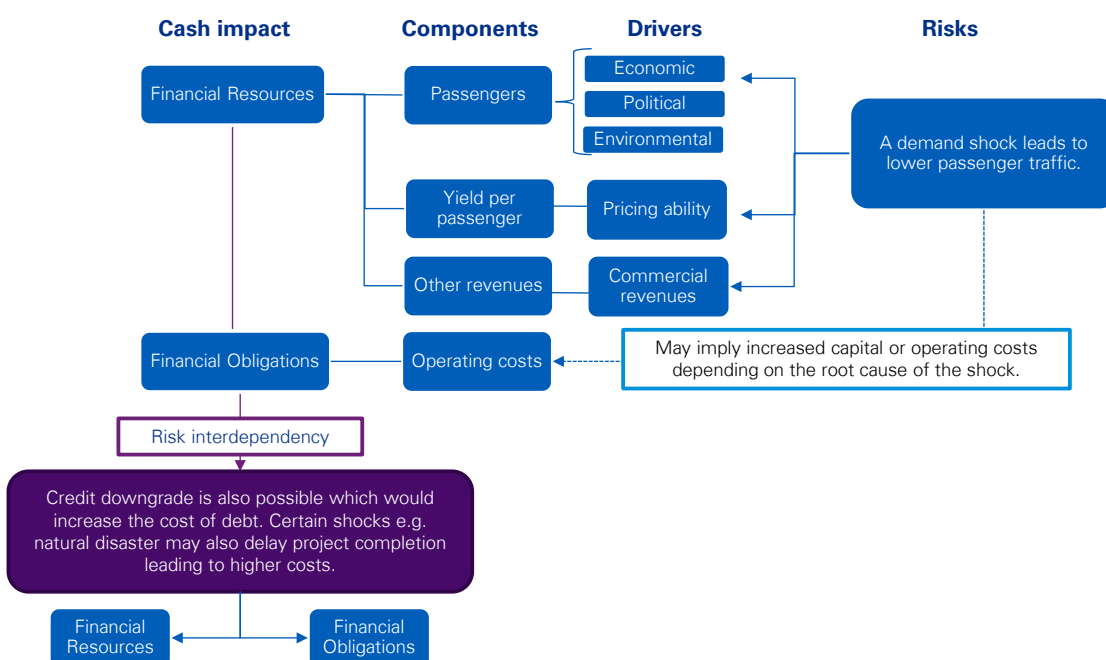 Cash impact
Components
Drivers
Risks
Financial Resources
Passengers
Economic
Political
Environmental
A demand shock leads to
lower passenger traffic.
Yield per
passenger
Pricing ability
Other revenues
Commercial
revenues
Financial Obligations
Operating costs
May imply increased capital or operating costs
depending on the root cause of the shock.
Risk interdependency
Credit downgrade is also possible which would
increase the cost of debt. Certain shocks e.g.
natural disaster may also delay project completion
leading to higher costs.
Financial
Resources
Financial
Obligations